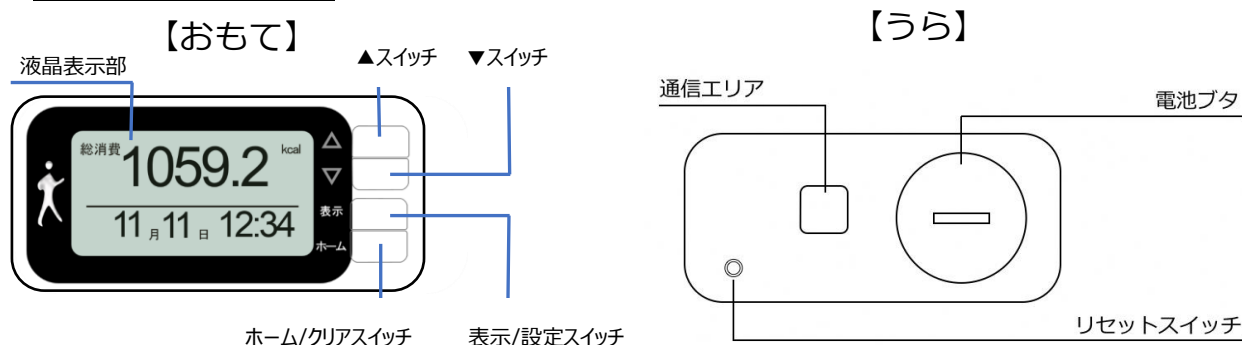 【おもて】
液晶表示部
▲スイッチ
▼スイッチ
総消費 1059.2 kcal
11月11日 12:34
△
▽
表示
ホーム
ホーム/クリアスイッチ
表示/設定スイッチ
【うら】
通信エリア
電池ブタ
リセットスイッチ